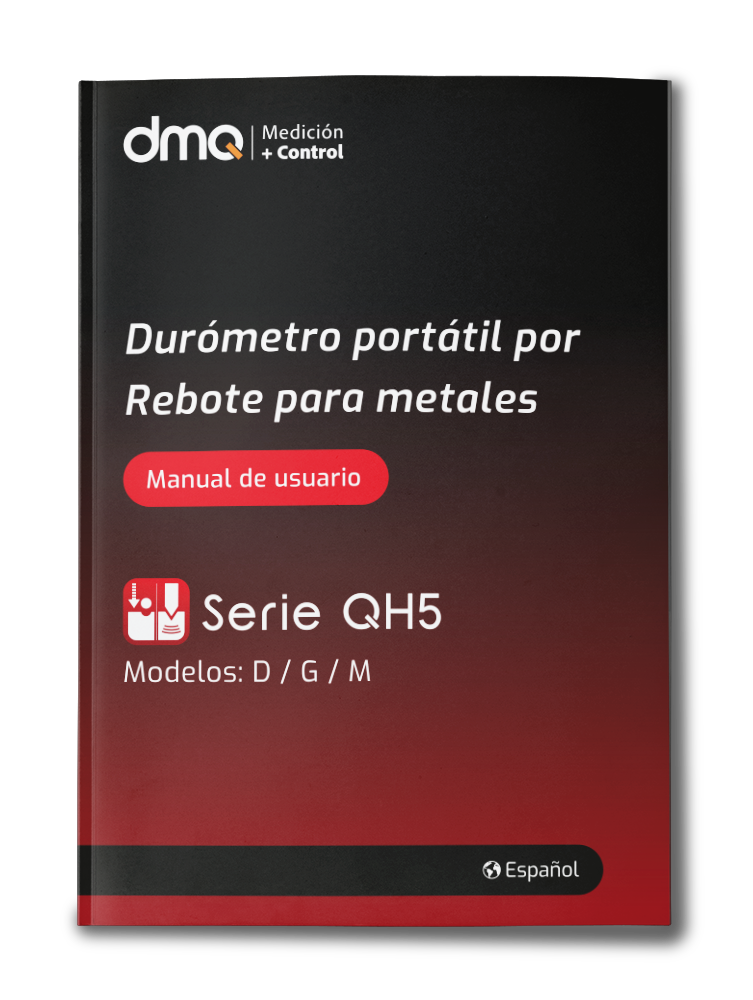 dmq
Medición
+ Control
Durómetro portátil por
Rebote para metales
Manual de usuario
Serie QH5
Modelos: D / G / M
Español